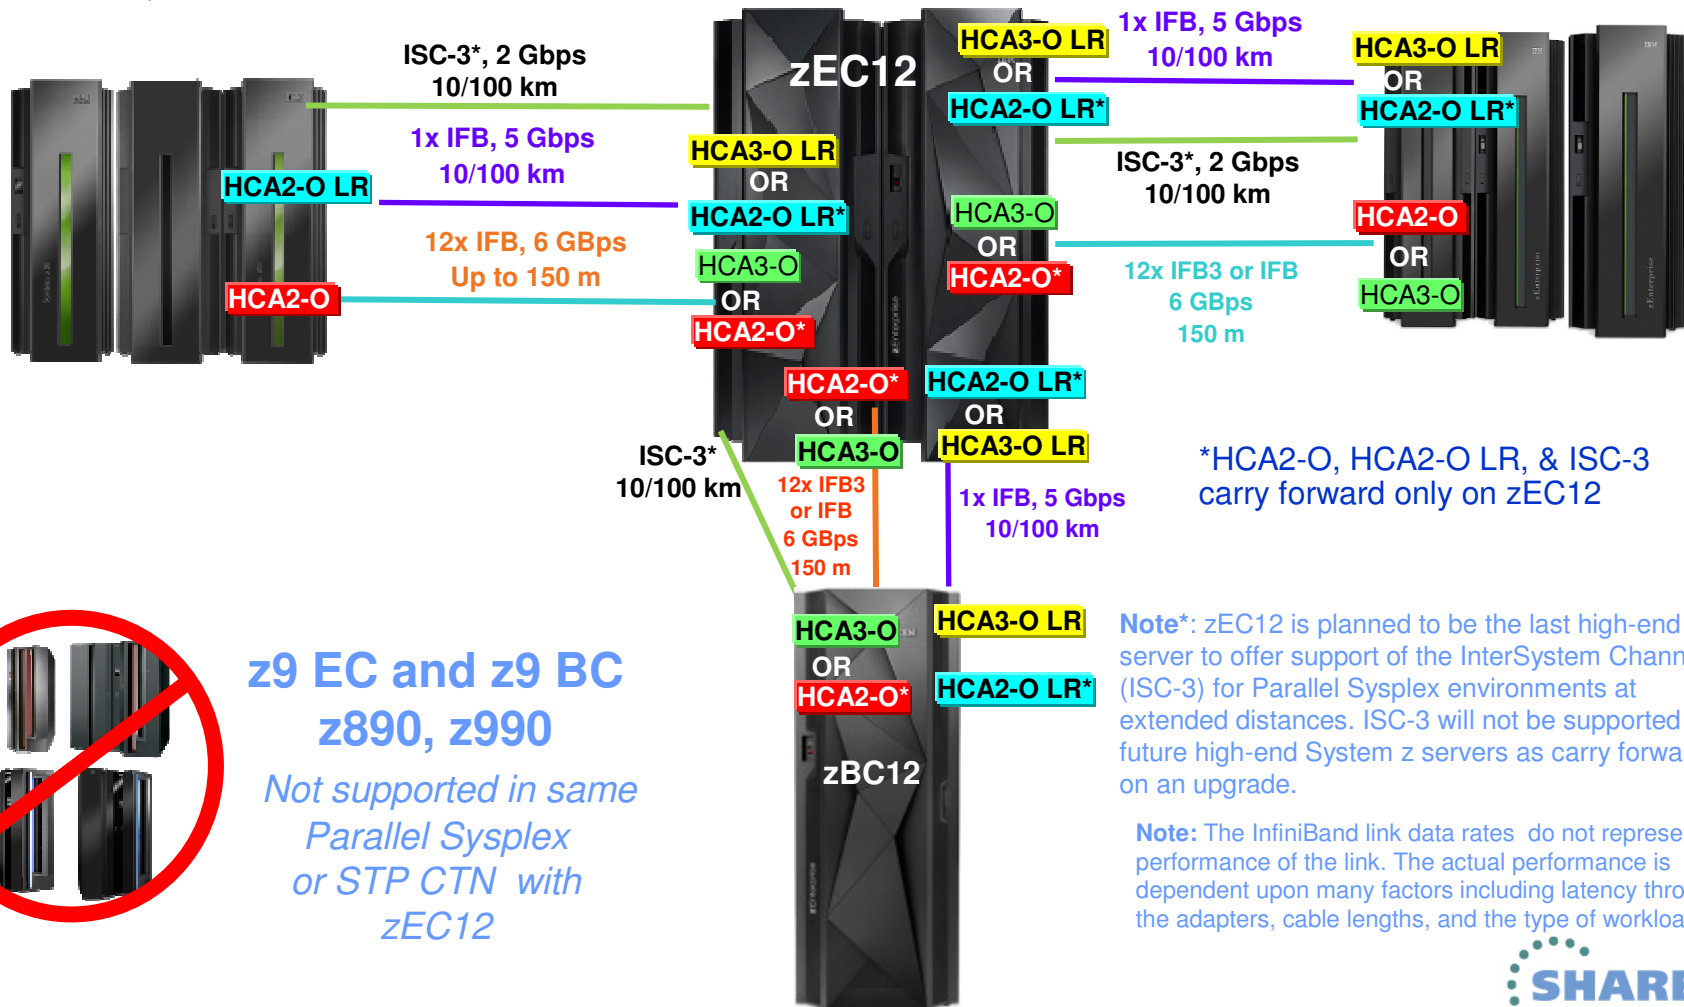 ISC-3*, 2 Gbps
10/100 km
1x IFB, 5 Gbps
10/100 km
HCA2-O LR
12x IFB, 6 GBps
Up to 150 m
HCA2-O
zEC12
HCA3-O LR
OR
HCA2-O LR*
HCA3-O
OR
HCA2-O*
HCA3-O LR
OR
HCA2-O LR*
HCA3-O
OR
HCA2-O*
1x IFB, 5 Gbps
10/100 km
ISC-3*, 2 Gbps
10/100 km
12x IFB3 or IFB
6 GBps
150 m
HCA3-O LR
OR
HCA2-O LR*
HCA2-O
OR
HCA3-O
zEnterprise
zEnterprise
zEnterprise
HCA2-O*
OR
HCA3-O
HCA2-O LR*
OR
HCA3-O LR
ISC-3*
10/100 km
12x IFB3
or IFB
6 GBps
150 m
1x IFB, 5 Gbps
10/100 km
*HCA2-O, HCA2-O LR, & ISC-3
carry forward only on zEC12
HCA3-O
OR
HCA2-O*
HCA3-O LR
HCA2-O LR*
zBC12
z9 EC and z9 BC
z890, z990
Not supported in same
Parallel Sysplex
or STP CTN with
zEC12
Note*: zEC12 is planned to be the last high-end
server to offer support of the InterSystem Chann
(ISC-3) for Parallel Sysplex environments at
extended distances. ISC-3 will not be supported
future high-end System z servers as carry forwa
on an upgrade.
Note: The InfiniBand link data rates do not represe
performance of the link. The actual performance is
dependent upon many factors including latency thro
the adapters, cable lengths, and the type of workloa
SHARE